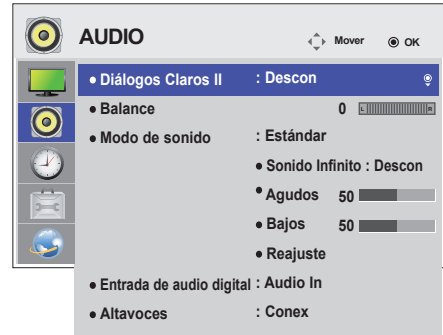 AUDIO
Mover
OK
• Diálogos Claros II : Descon
• Balance 0 L R
• Modo de sonido : Estándar
• Sonido Infinito : Descon
• Agudos 50
• Bajos 50
• Reajuste
• Entrada de audio digital : Audio In
• Altavoces : Conex